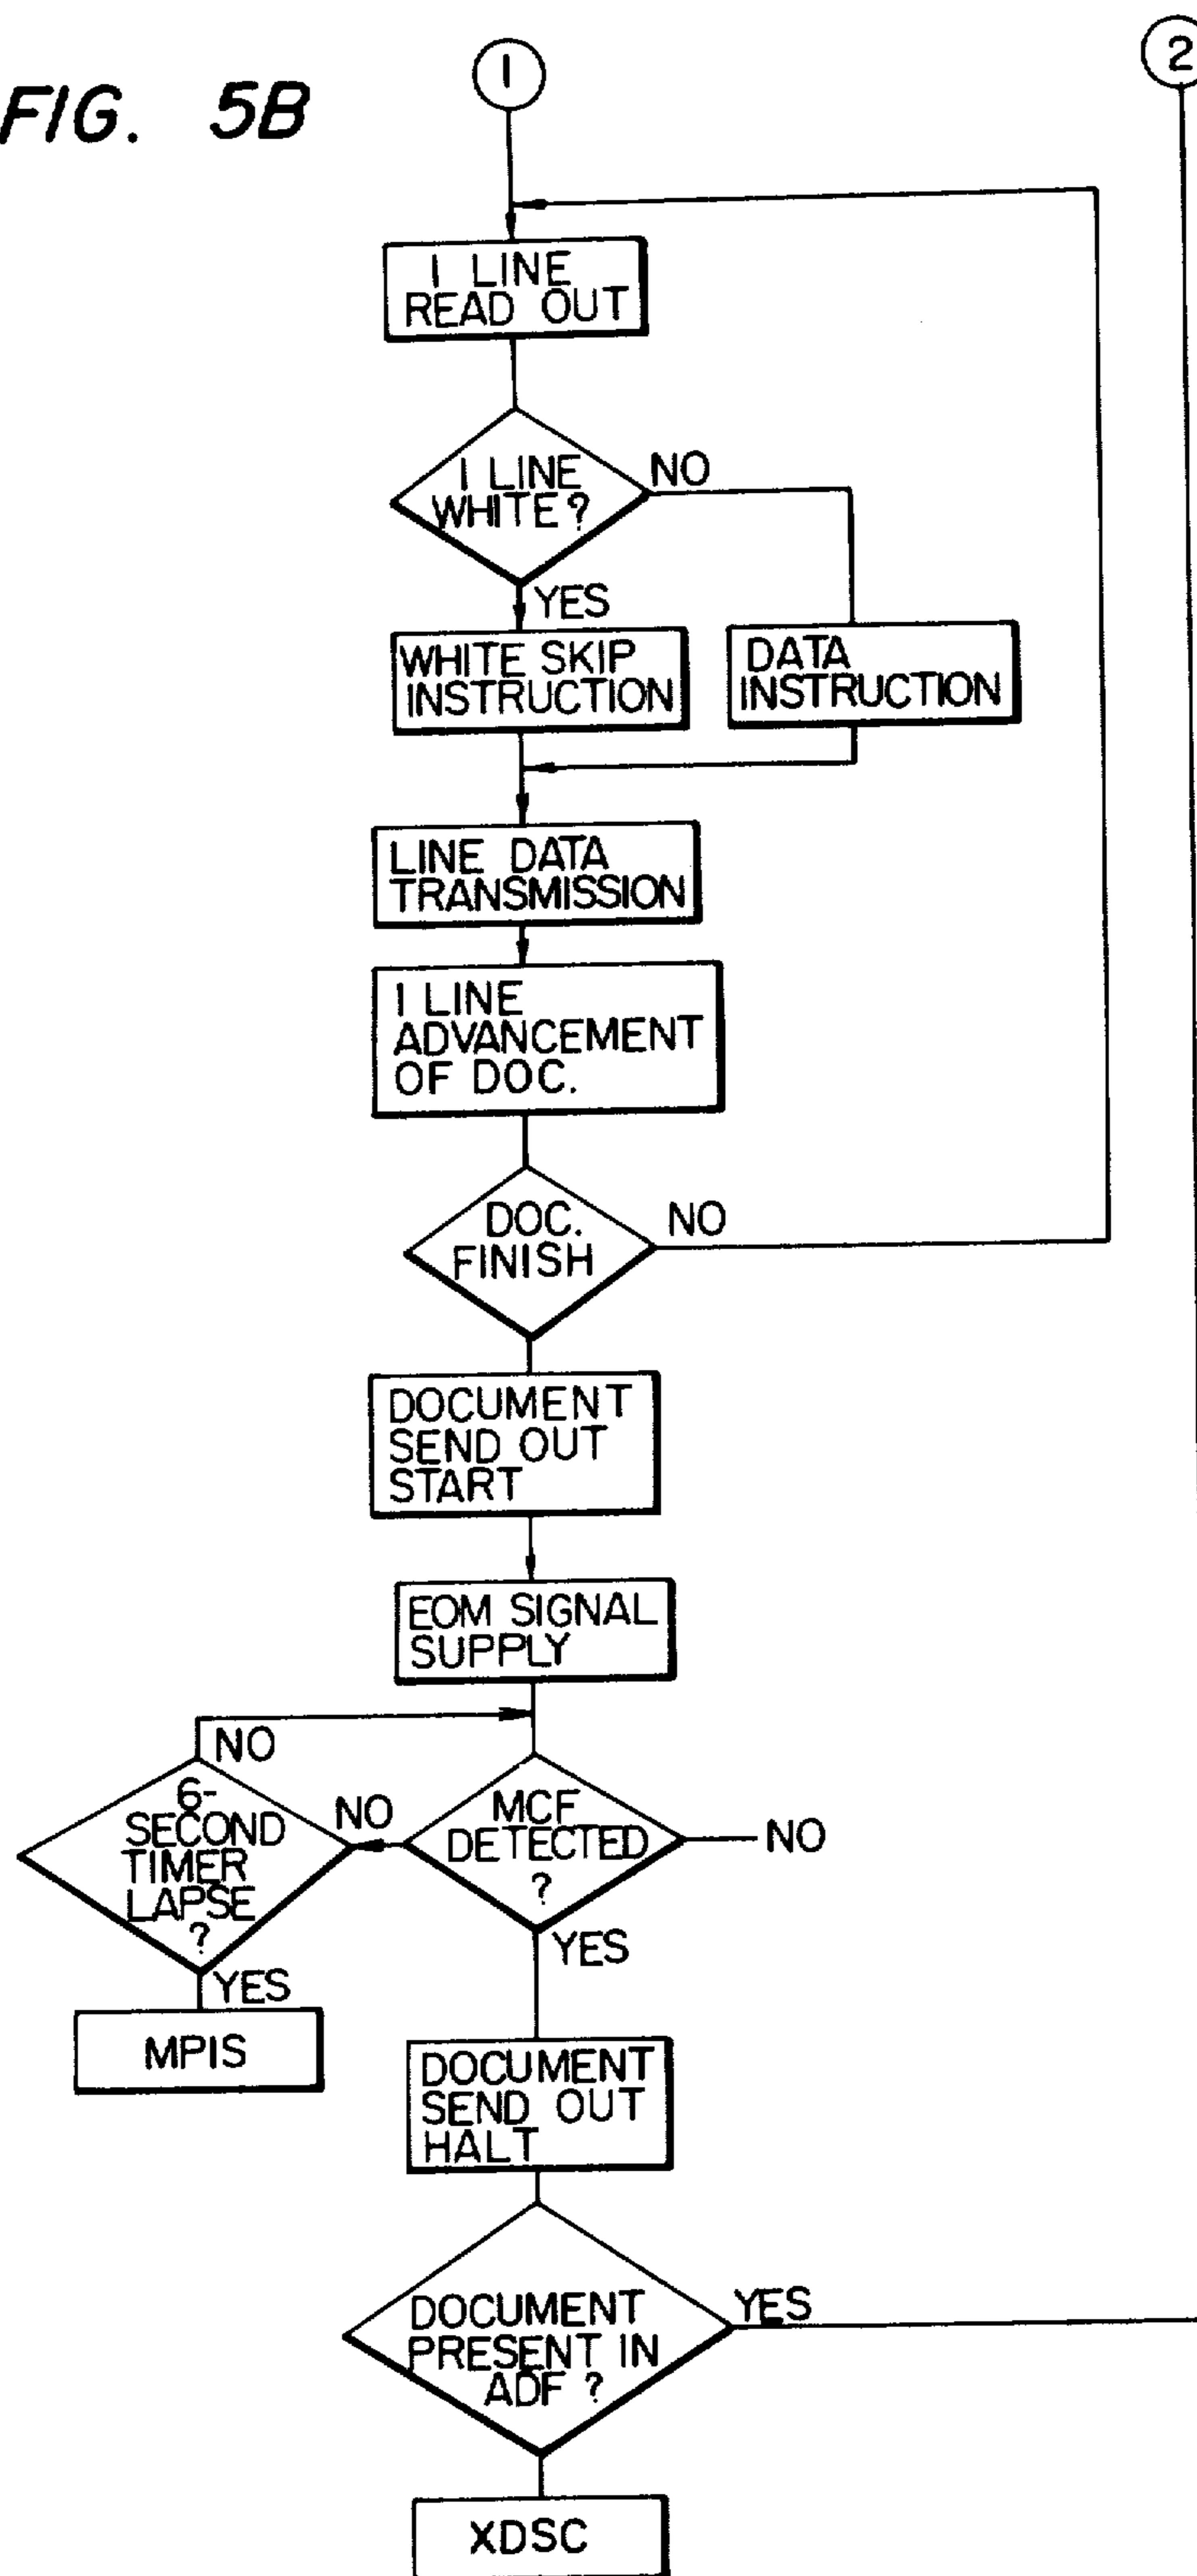 FIG. 5B
1
2
1 LINE
READ OUT
1 LINE
WHITE?
NO
YES
WHITE SKIP
INSTRUCTION
DATA
INSTRUCTION
LINE DATA
TRANSMISSION
1 LINE
ADVANCEMENT
OF DOC.
DOC.
FINISH
NO
DOCUMENT
SEND OUT
START
EOM SIGNAL
SUPPLY
NO
6-
SECOND
TIMER
LAPSE
?
NO
MCF
DETECTED
?
NO
YES
YES
MPIS
DOCUMENT
SEND OUT
HALT
DOCUMENT
PRESENT IN
ADF ?
YES
XDSC